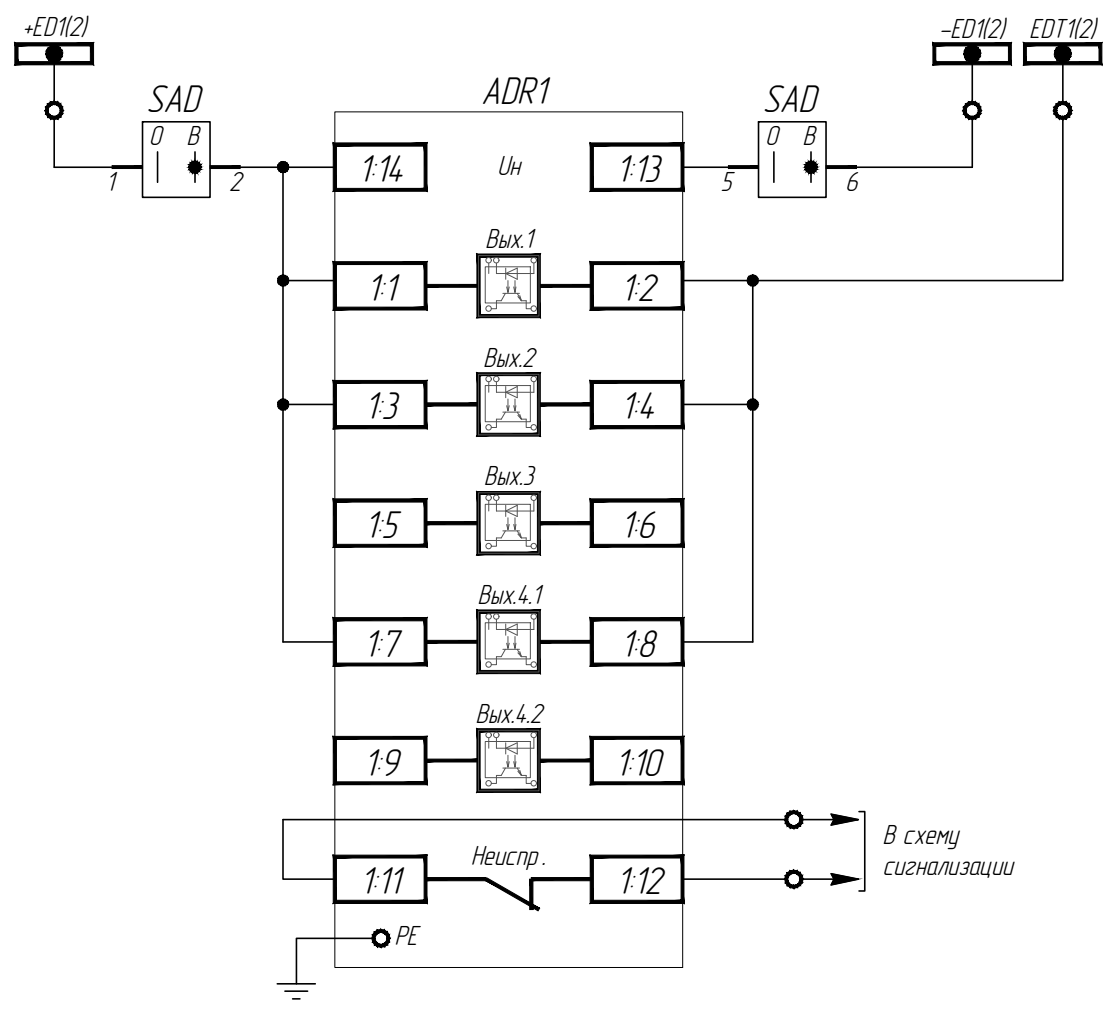 +ED1(2)
–ED1(2)
EDT1(2)
SAD
ADR1
SAD
О
В
О
В
1:14
Uн
1:13
1
2
5
6
Вых.1
1:1
1:2
Вых.2
1:3
1:4
Вых.3
1:5
1:6
Вых.4.1
1:7
1:8
Вых.4.2
1:9
1:10
В схему
сигнализации
Неиспр.
1:11
1:12
PE